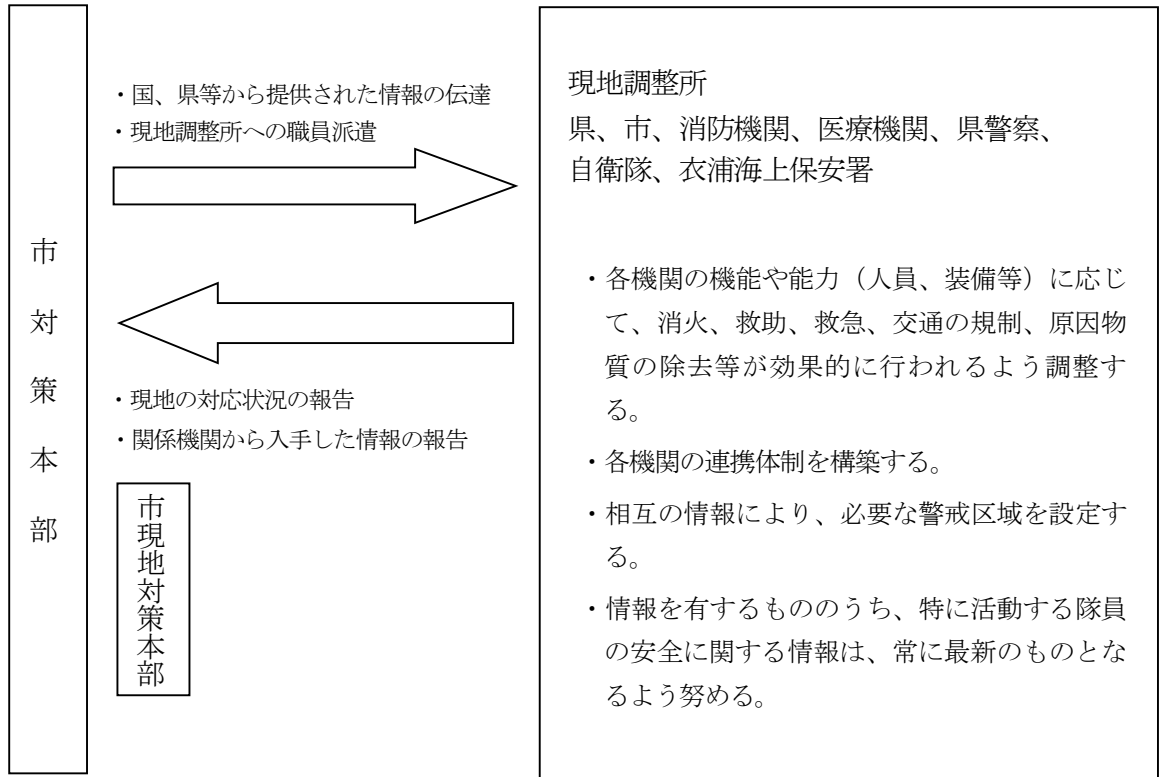 市対策本部
・国、県等から提供された情報の伝達
・現地調整所への職員派遣
・現地の対応状況の報告
・関係機関から入手した情報の報告
市現地対策本部
現地調整所
県、市、消防機関、医療機関、県警察、
自衛隊、衣浦海上保安署
・各機関の機能や能力（人員、装備等）に応じ
て、消火、救助、救急、交通の規制、原因物
質の除去等が効果的に行われるよう調整す
る。
・各機関の連携体制を構築する。
・相互の情報により、必要な警戒区域を設定す
る。
・情報を有するもののうち、特に活動する隊員
の安全に関する情報は、常に最新のものとな
るよう努める。